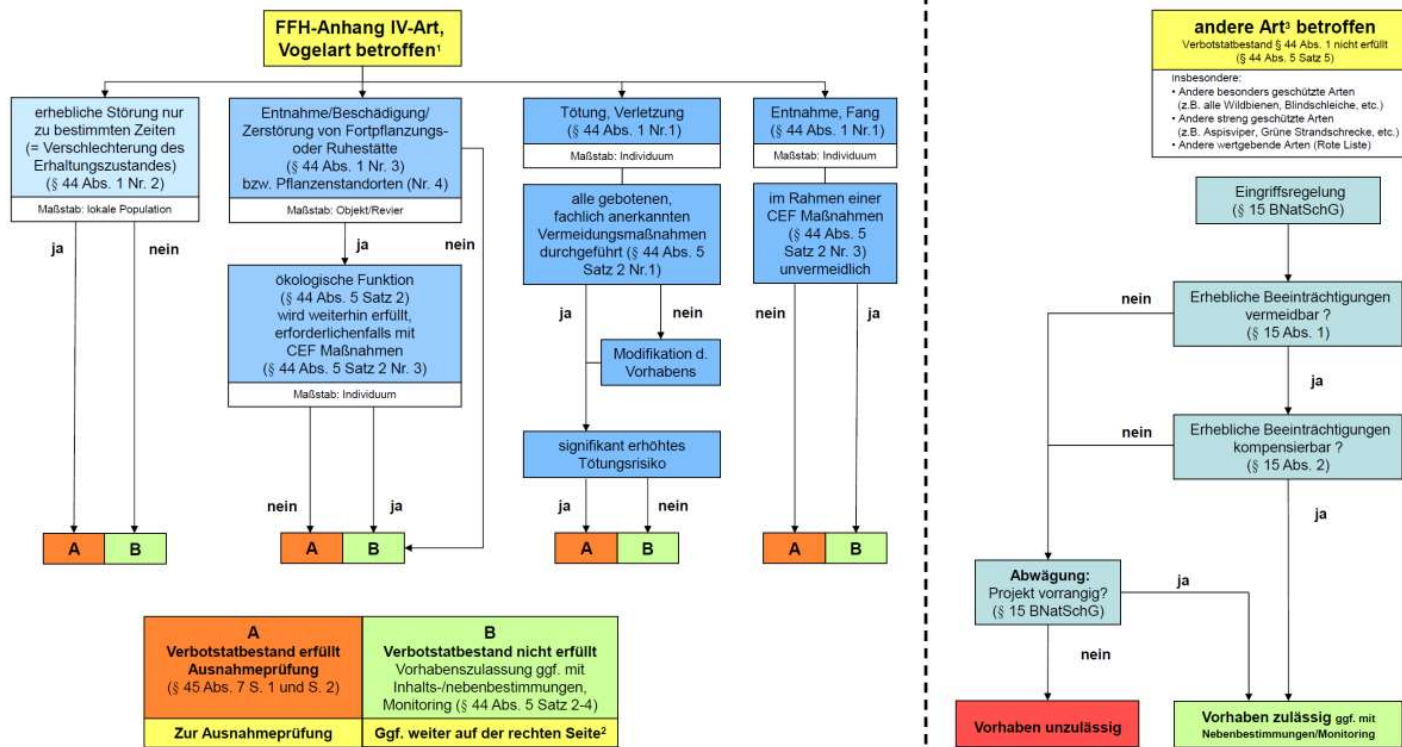 FFH-Anhang IV-Art,
Vogelart betroffen¹
erhebliche Störung nur
zu bestimmten Zeiten
(= Verschlechterung des
Erhaltungszustandes)
(§ 44 Abs. 1 Nr. 2)
Maßstab: lokale Population
ja
nein
A
B
Entnahme/Beschädigung/
Zerstörung von Fortpflanzungs-
oder Ruhestätte
(§ 44 Abs. 1 Nr. 3)
bzw. Pflanzenstandorten (Nr. 4)
Maßstab: Objekt/Revier
ja
nein
ökologische Funktion
(§ 44 Abs. 5 Satz 2)
wird weiterhin erfüllt,
erforderlichenfalls mit
CEF Maßnahmen
(§ 44 Abs. 5 Satz 2 Nr. 3)
Maßstab: Individuum
nein
ja
A
B
Tötung, Verletzung
(§ 44 Abs. 1 Nr.1)
Maßstab: Individuum
alle gebotenen,
fachlich anerkannten
Vermeidungsmaßnahmen
durchgeführt (§ 44 Abs. 5
Satz 2 Nr.1)
ja
nein
Modifikation d.
Vorhabens
signifikant erhöhtes
Tötungsrisiko
ja
nein
A
B
Entnahme, Fang
(§ 44 Abs. 1 Nr.1)
Maßstab: Individuum
im Rahmen einer
CEF Maßnahmen
(§ 44 Abs. 5
Satz 2 Nr. 3)
unvermeidlich
nein
ja
A
B
A
Verbotstatbestand erfüllt
Ausnahmeprüfung
(§ 45 Abs. 7 S. 1 und S. 2)
Zur Ausnahmeprüfung
B
Verbotstatbestand nicht erfüllt
Vorhabenszulassung ggf. mit
Inhalts-/nebenbestimmungen,
Monitoring (§ 44 Abs. 5 Satz 2-4)
Ggf. weiter auf der rechten Seite²
andere Art³ betroffen
Verbotstatbestand § 44 Abs. 1 nicht erfüllt
(§ 44 Abs. 5 Satz 5)
Insbesondere:
• Andere besonders geschützte Arten
(z.B. alle Wildbienen, Blindschleiche, etc.)
• Andere streng geschützte Arten
(z.B. Aspisviper, Grüne Strandschrecke, etc.)
• Andere wertgebende Arten (Rote Liste)
Eingriffsregelung
(§ 15 BNatSchG)
nein
Erhebliche Beeinträchtigungen
vermeidbar ?
(§ 15 Abs. 1)
ja
nein
Erhebliche Beeinträchtigungen
kompensierbar ?
(§ 15 Abs. 2)
ja
Abwägung:
Projekt vorrangig?
(§ 15 BNatSchG)
ja
nein
Vorhaben unzulässig
Vorhaben zulässig ggf. mit
Nebenbestimmungen/Monitoring